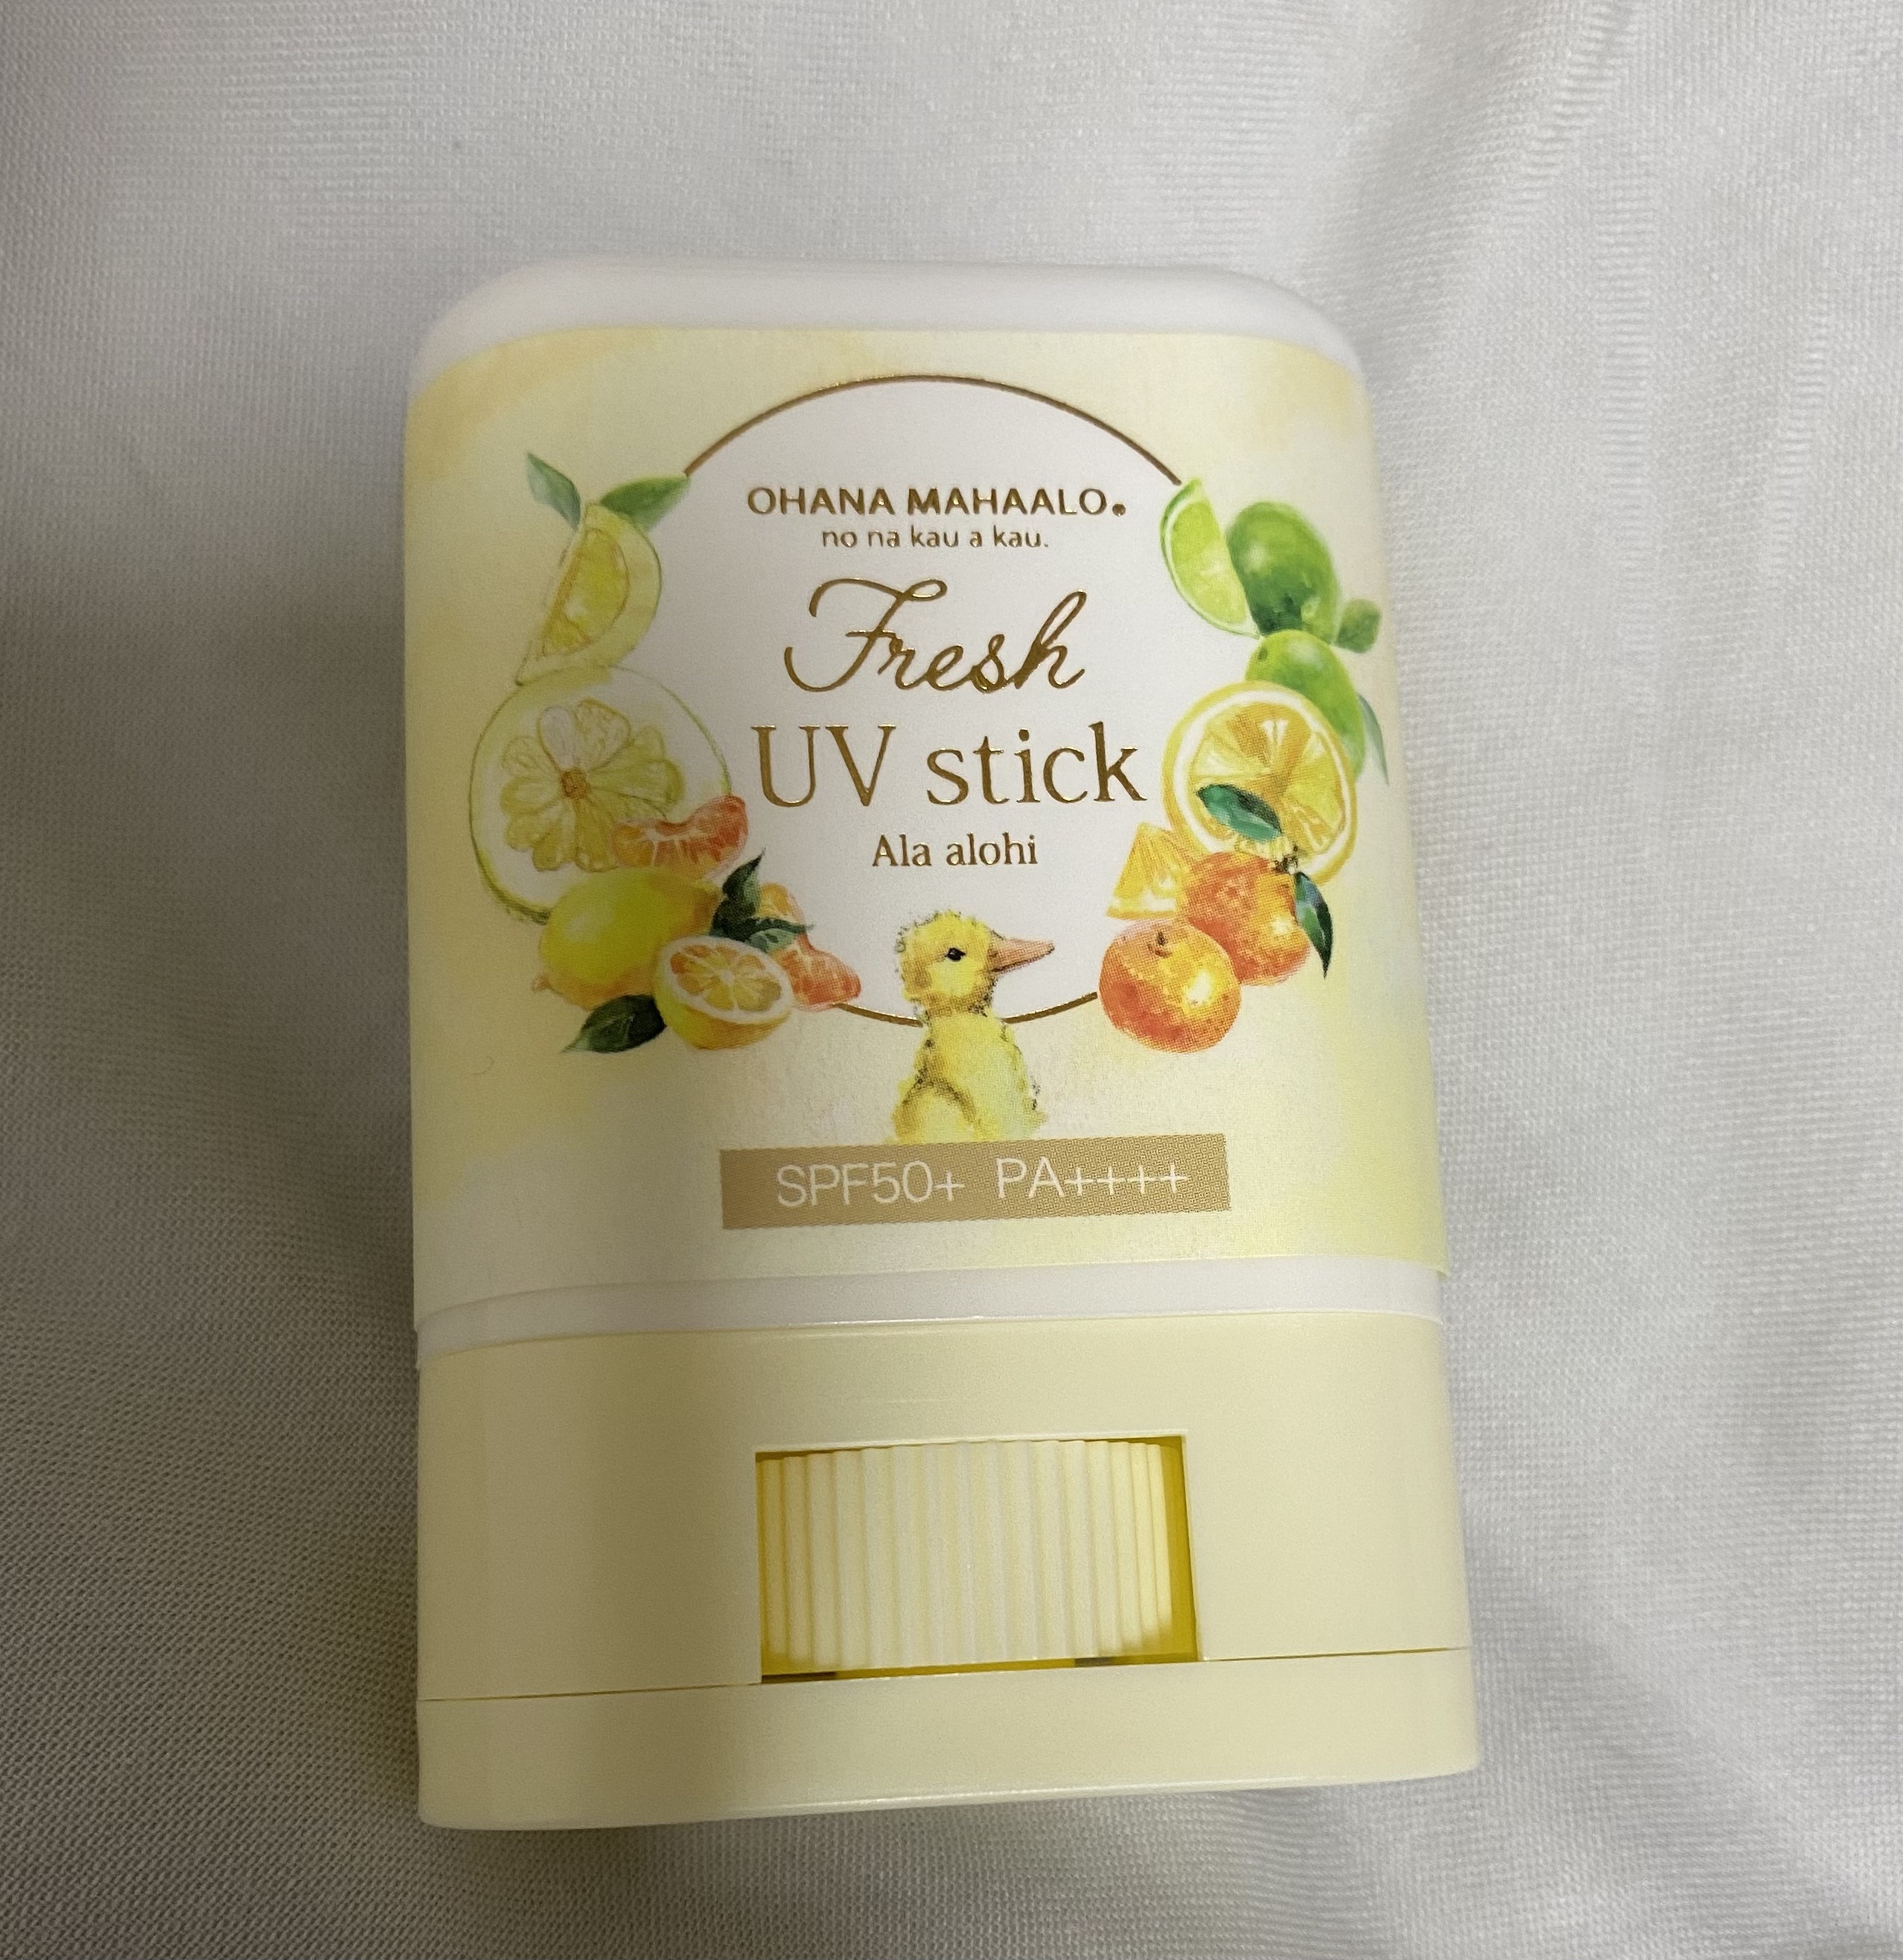 OHANA MAHAALO®
no na kau a kau.
Fresh
UV stick
Ala alohi
SPF50+ PA++++